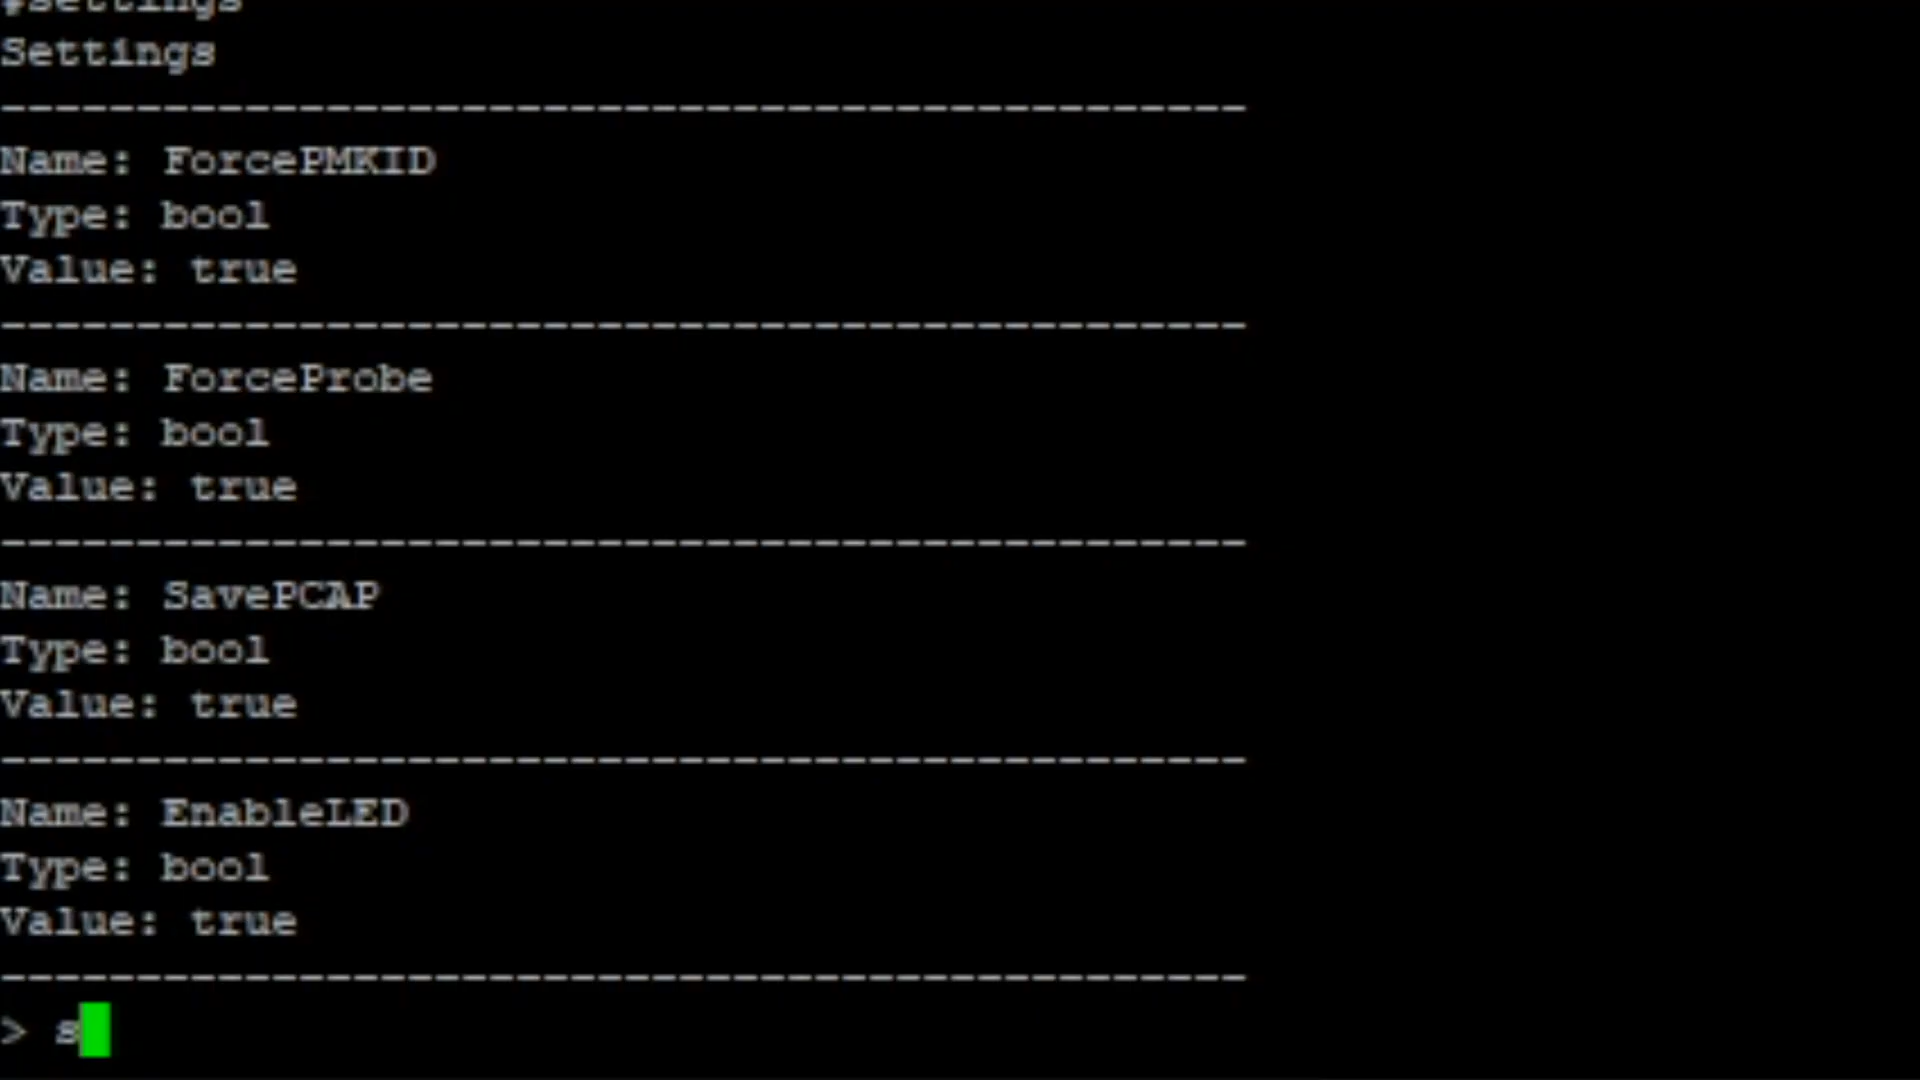 #settings
Settings
----------------------------------------------
Name: ForcePMKID
Type: bool
Value: true
----------------------------------------------
Name: ForceProbe
Type: bool
Value: true
----------------------------------------------
Name: SavePCAP
Type: bool
Value: true
----------------------------------------------
Name: EnableLED
Type: bool
Value: true
----------------------------------------------
> s